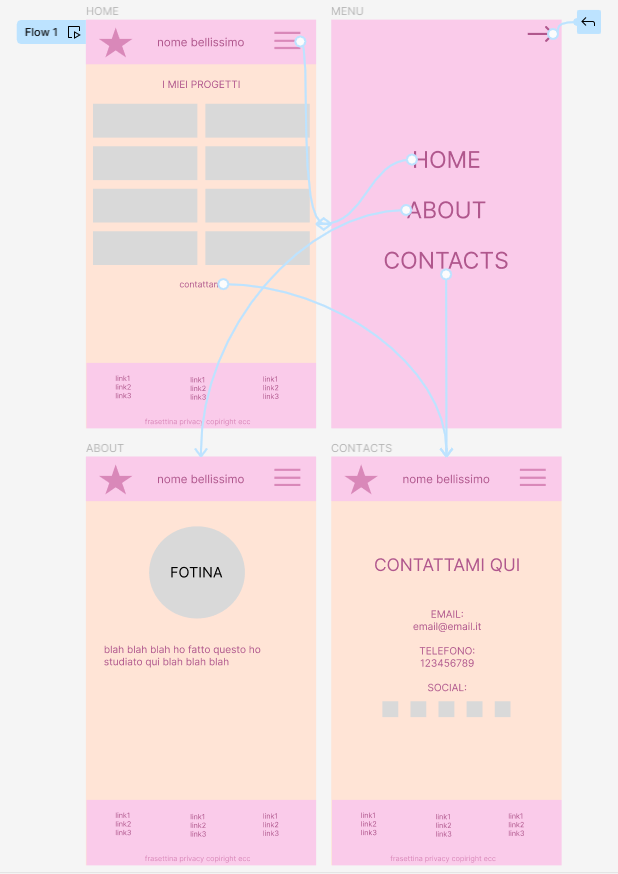 HOME
Flow 1
nome bellissimo
I MIEI PROGETTI
contattan
link1
link2
link3
link1
link2
link3
link1
link2
link3
frasettina privacy copiright ecc
MENU
HOME
ABOUT
CONTACTS
ABOUT
nome bellissimo
FOTINA
blah blah blah ho fatto questo ho
studiato qui blah blah blah
link1
link2
link3
link1
link2
link3
link1
link2
link3
frasettina privacy copiright ecc
CONTACTS
nome bellissimo
CONTATTAMI QUI
EMAIL:
email@email.it
TELEFONO:
123456789
SOCIAL:
link1
link2
link3
link1
link2
link3
link1
link2
link3
frasettina privacy copiright ecc